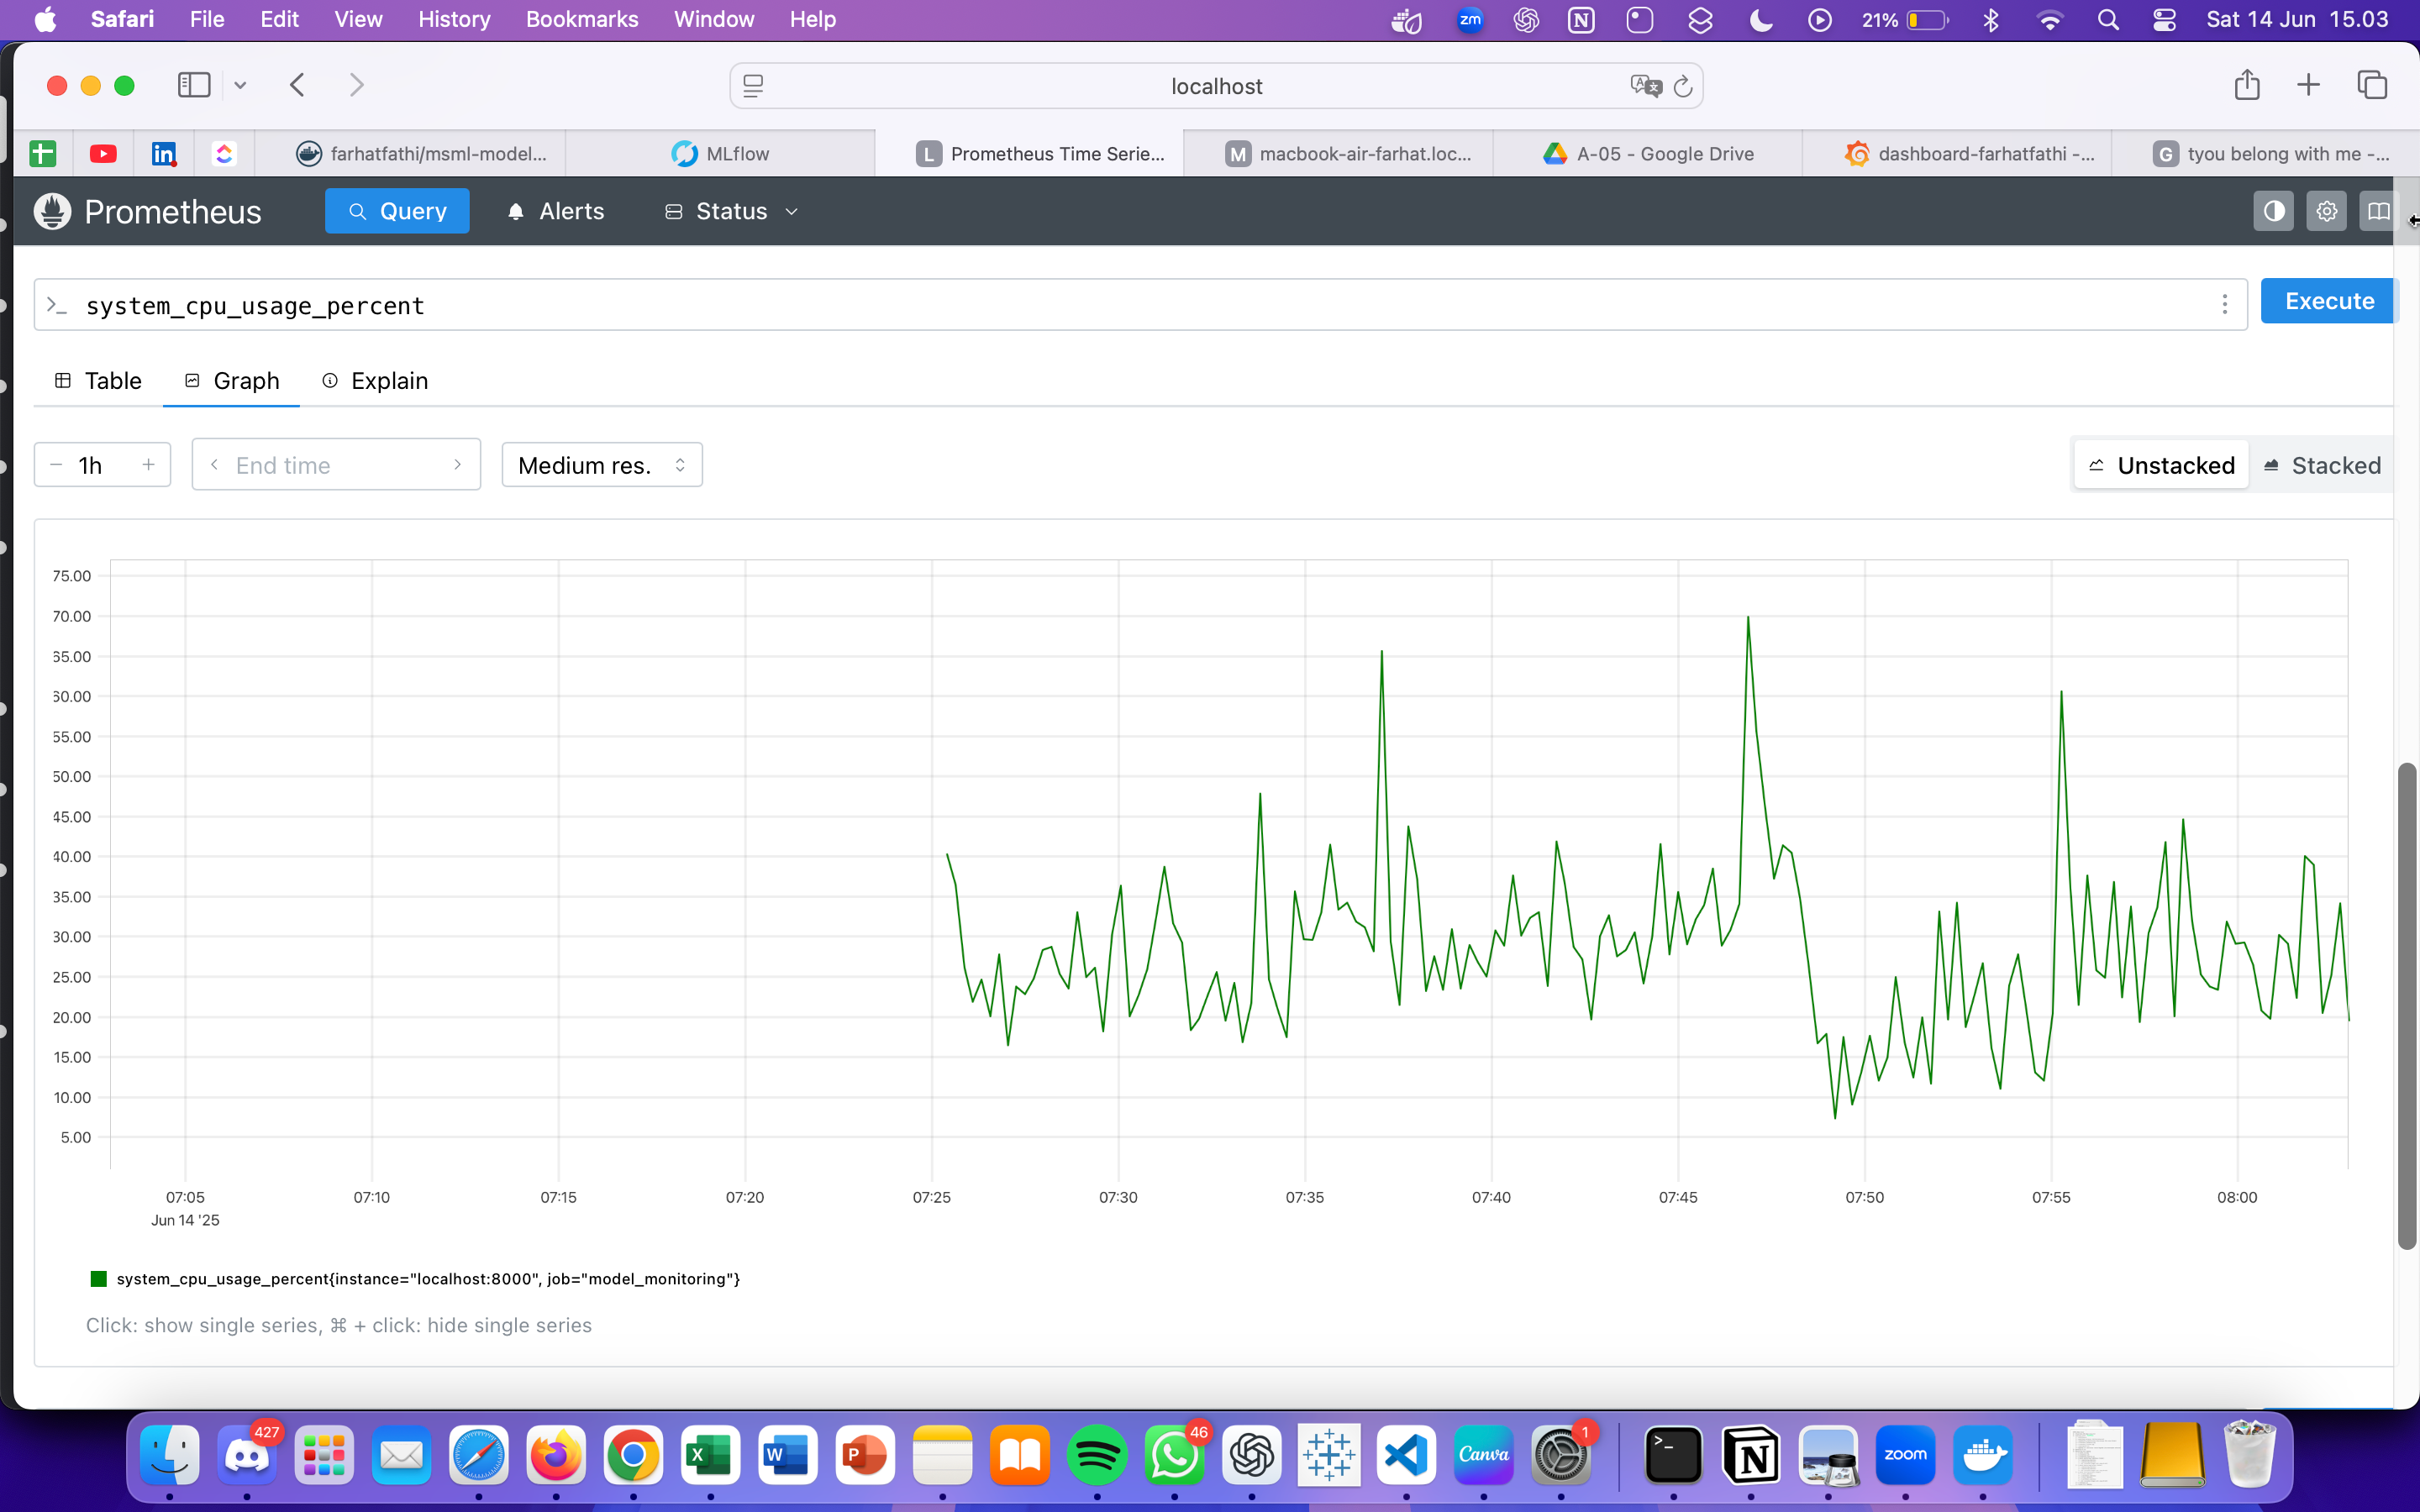 Safari File Edit View History Bookmarks Window Help zm 21% Sat 14 Jun 15.03
localhost
in farhatfathi/msml-model... MLflow L Prometheus Time Serie... M macbook-air-farhat.loc... A-05 - Google Drive dashboard-farhatfathi -... G tyou belong with me -...
Prometheus Query Alerts Status
>_ system_cpu_usage_percent Execute
Table Graph Explain
− 1h + < End time > Medium res. Unstacked Stacked
75.00
70.00
65.00
60.00
55.00
50.00
45.00
40.00
35.00
30.00
25.00
20.00
15.00
10.00
5.00
07:05 07:10 07:15 07:20 07:25 07:30 07:35 07:40 07:45 07:50 07:55 08:00
Jun 14 '25
system_cpu_usage_percent{instance="localhost:8000", job="model_monitoring"}
Click: show single series, ⌘ + click: hide single series
427 46 1
X W P Canva >_ N zoom